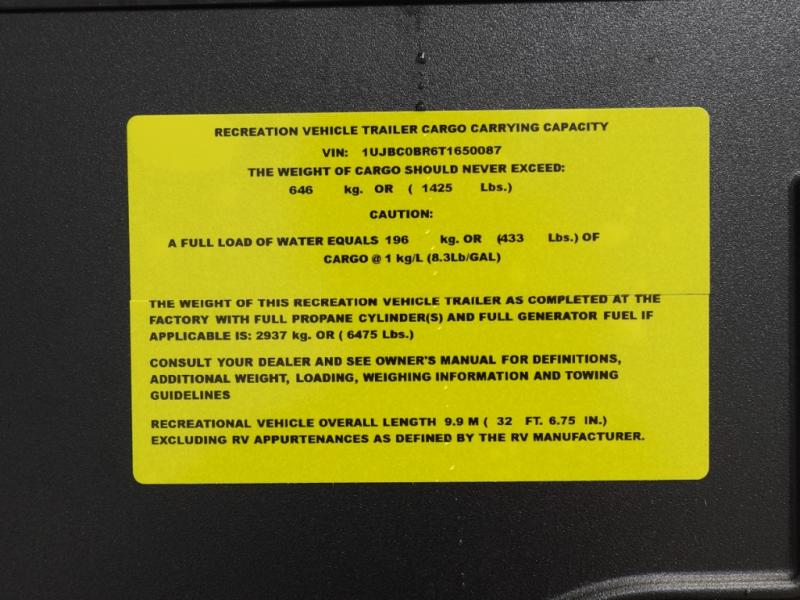 RECREATION VEHICLE TRAILER CARGO CARRYING CAPACITY
VIN: 1UJBC0BR6T1650087
THE WEIGHT OF CARGO SHOULD NEVER EXCEED:
646 kg. OR ( 1425 Lbs.)
CAUTION:
A FULL LOAD OF WATER EQUALS 196 kg. OR (433 Lbs.) OF
CARGO @ 1 kg/L (8.3Lb/GAL)
THE WEIGHT OF THIS RECREATION VEHICLE TRAILER AS COMPLETED AT THE
FACTORY WITH FULL PROPANE CYLINDER(S) AND FULL GENERATOR FUEL IF
APPLICABLE IS: 2937 kg. OR ( 6475 Lbs.)
CONSULT YOUR DEALER AND SEE OWNER'S MANUAL FOR DEFINITIONS,
ADDITIONAL WEIGHT, LOADING, WEIGHING INFORMATION AND TOWING
GUIDELINES
RECREATIONAL VEHICLE OVERALL LENGTH 9.9 M ( 32 FT. 6.75 IN.)
EXCLUDING RV APPURTENANCES AS DEFINED BY THE RV MANUFACTURER.